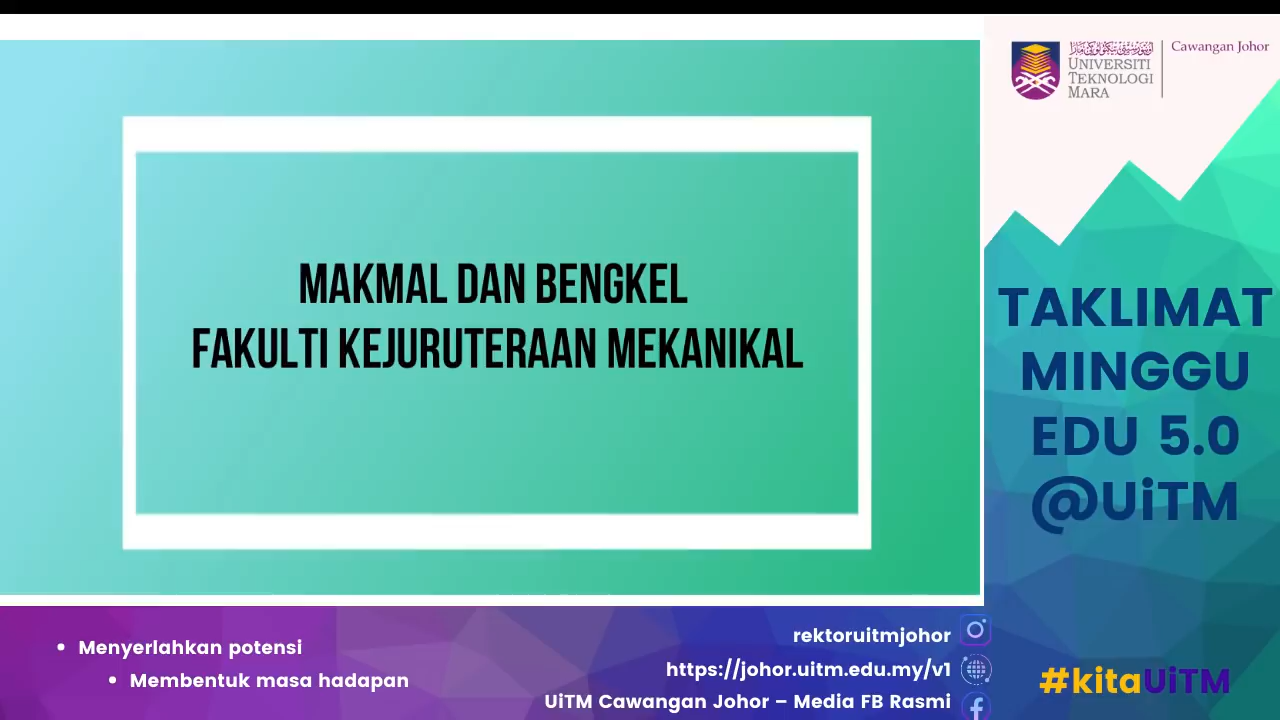 MAKMAL DAN BENGKEL
FAKULTI KEJURUTERAAN MEKANIKAL
UNIVERSITI
TEKNOLOGI
MARA
Cawangan Johor
TAKLIMAT
MINGGU
EDU 5.0
@UiTM
• Menyerlahkan potensi
• Membentuk masa hadapan
rektoruitmjohor
https://johor.uitm.edu.my/v1
UiTM Cawangan Johor – Media FB Rasmi
#kitaUiTM